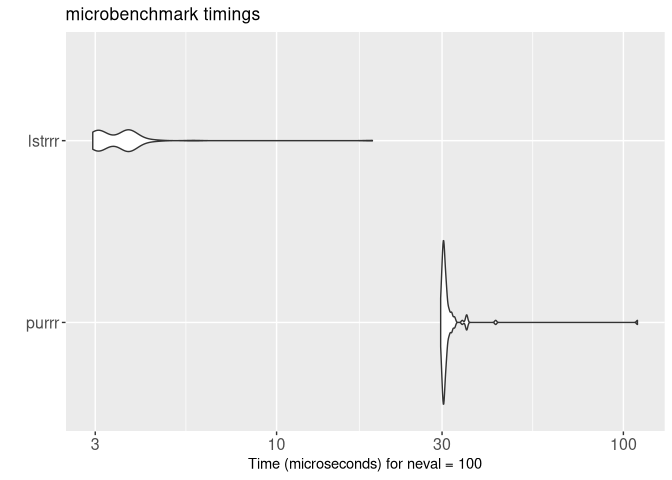 microbenchmark timings
lstrrr
purrr
3 10 30 100
Time (microseconds) for neval = 100